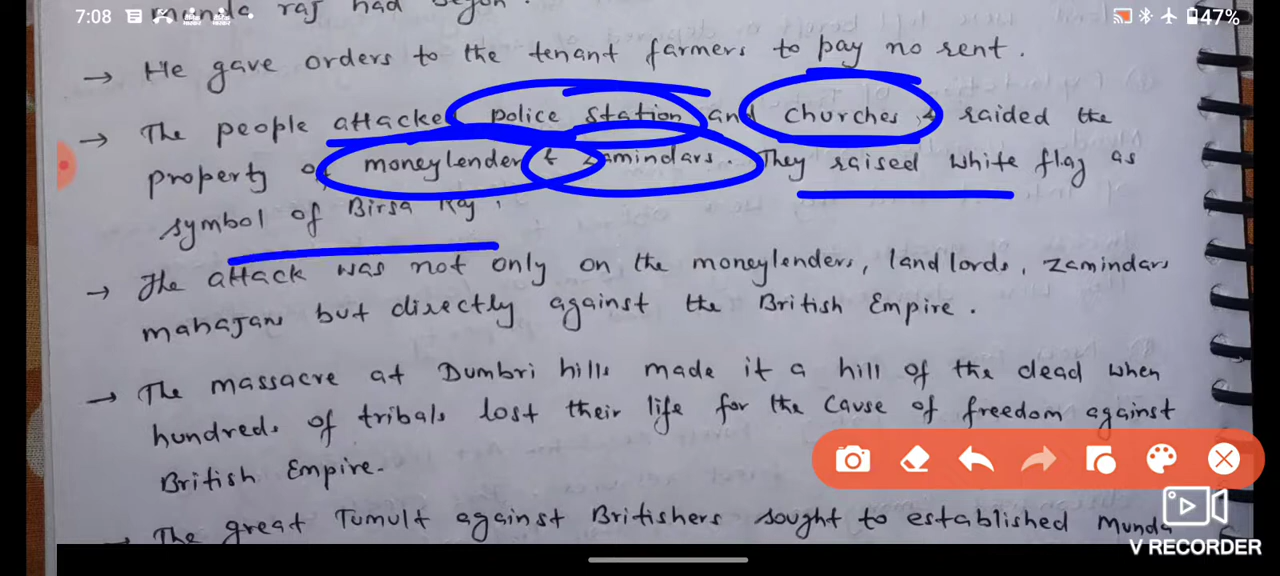 7:08
47%
munda raj had begun.
→ He gave orders to the tenant farmers to pay no rent.
→ The people attacked police station and churches, & raided the
property of moneylender & zamindars. They raised white flag as
symbol of Birsa Raj.
→ The attack was not only on the moneylenders, landlords, zamindars
mahajan but directly against the British Empire.
→ The massacre at Dumbri hills made it a hill of the dead when
hundreds of tribals lost their life for the cause of freedom against
British Empire.
→ The great Tumult against Britishers sought to established Munda
V RECORDER